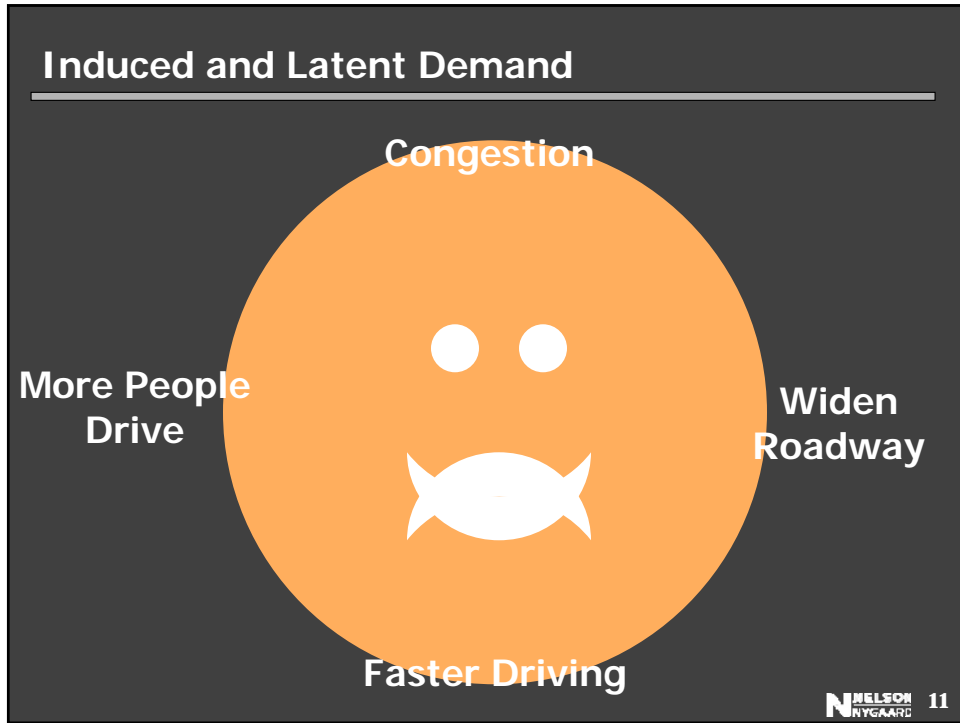 Induced and Latent Demand
Congestion
More People
Drive
Widen
Roadway
Faster Driving
NELSON
NYGAARD
11